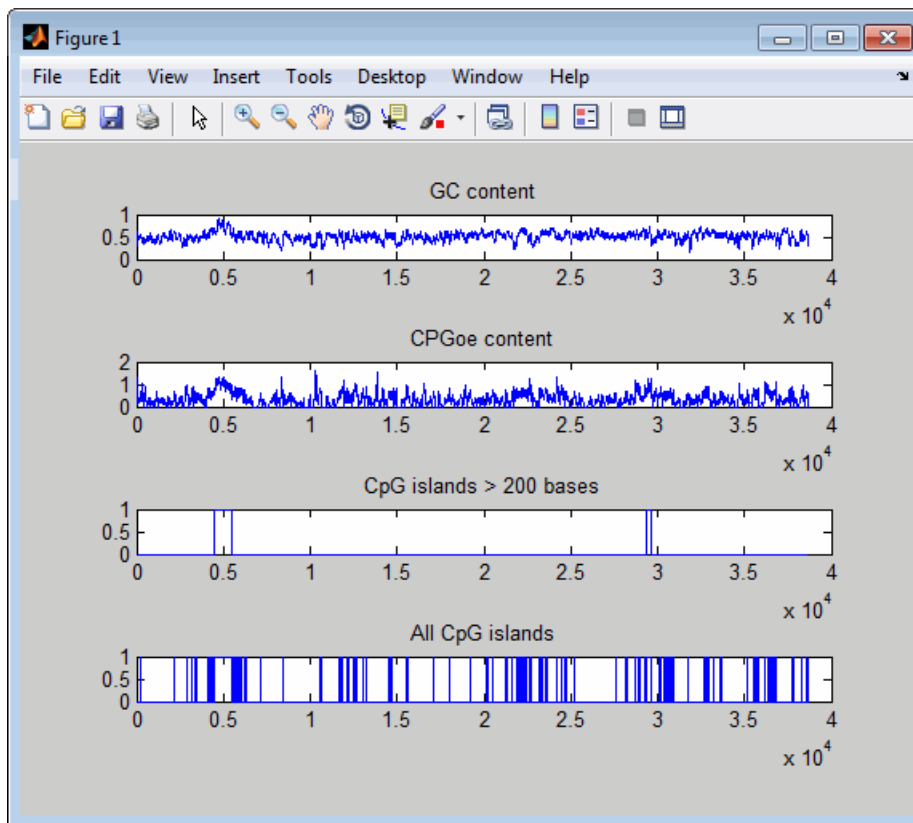 Figure 1
File Edit View Insert Tools Desktop Window Help
GC content
1
0.5
0
0 0.5 1 1.5 2 2.5 3 3.5 4
x 10^4
CPGoe content
2
1
0
0 0.5 1 1.5 2 2.5 3 3.5 4
x 10^4
CpG islands > 200 bases
1
0.5
0
0 0.5 1 1.5 2 2.5 3 3.5 4
x 10^4
All CpG islands
1
0.5
0
0 0.5 1 1.5 2 2.5 3 3.5 4
x 10^4